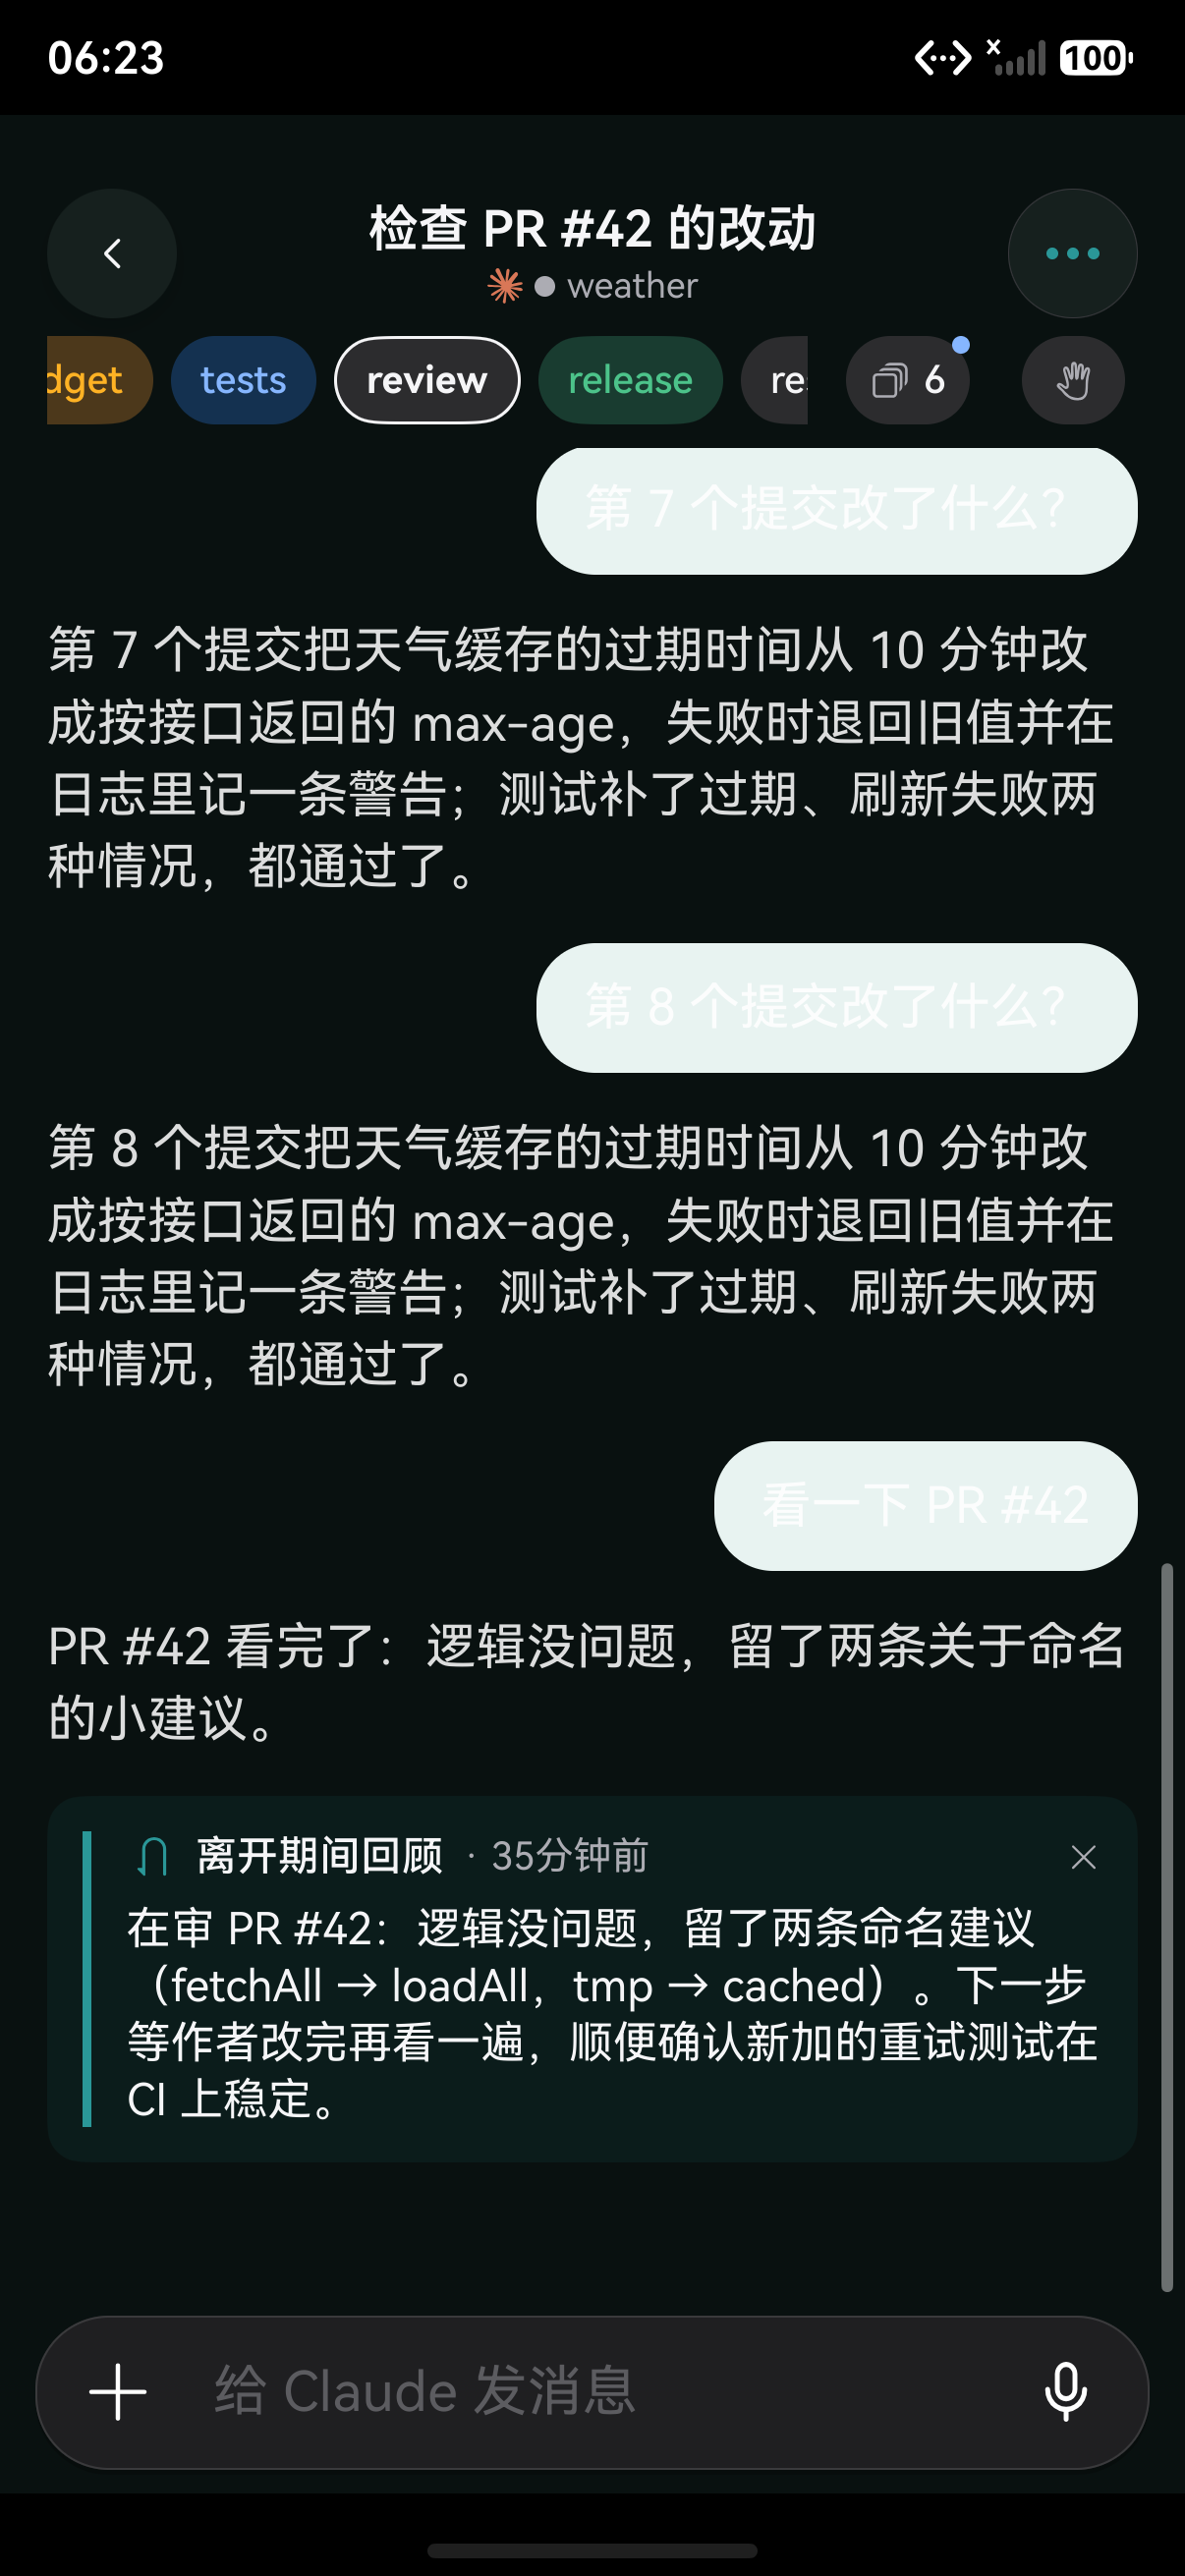 06:23
100
检查 PR #42 的改动
weather
dget
tests
review
release
re
6
第 7 个提交改了什么？
第 7 个提交把天气缓存的过期时间从 10 分钟改
成按接口返回的 max-age，失败时退回旧值并在
日志里记一条警告；测试补了过期、刷新失败两
种情况，都通过了。
第 8 个提交改了什么？
第 8 个提交把天气缓存的过期时间从 10 分钟改
成按接口返回的 max-age，失败时退回旧值并在
日志里记一条警告；测试补了过期、刷新失败两
种情况，都通过了。
看一下 PR #42
PR #42 看完了：逻辑没问题，留了两条关于命名
的小建议。
离开期间回顾 · 35分钟前
在审 PR #42：逻辑没问题，留了两条命名建议
（fetchAll → loadAll，tmp → cached）。下一步
等作者改完再看一遍，顺便确认新加的重试测试在
CI 上稳定。
给 Claude 发消息